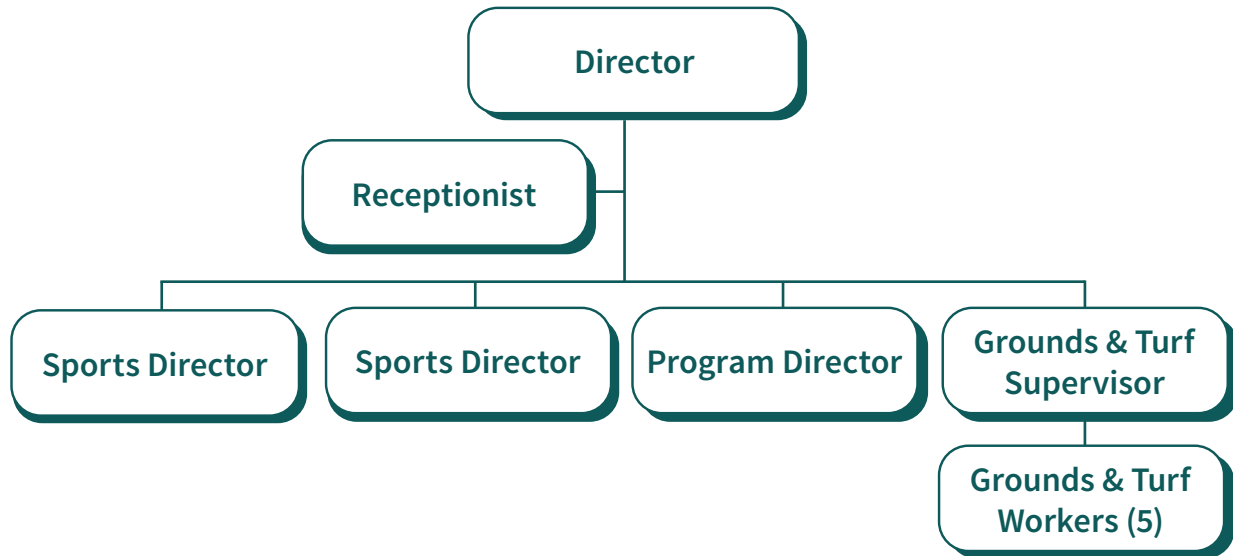 Director
Receptionist
Sports Director
Sports Director
Program Director
Grounds & Turf
Supervisor
Grounds & Turf
Workers (5)